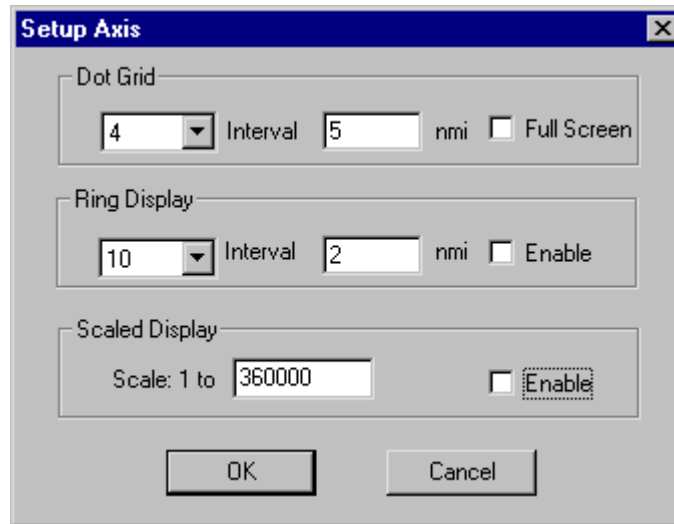 Setup Axis
Dot Grid
4 Interval 5 nmi Full Screen
Ring Display
10 Interval 2 nmi Enable
Scaled Display
Scale: 1 to 360000 Enable
OK Cancel